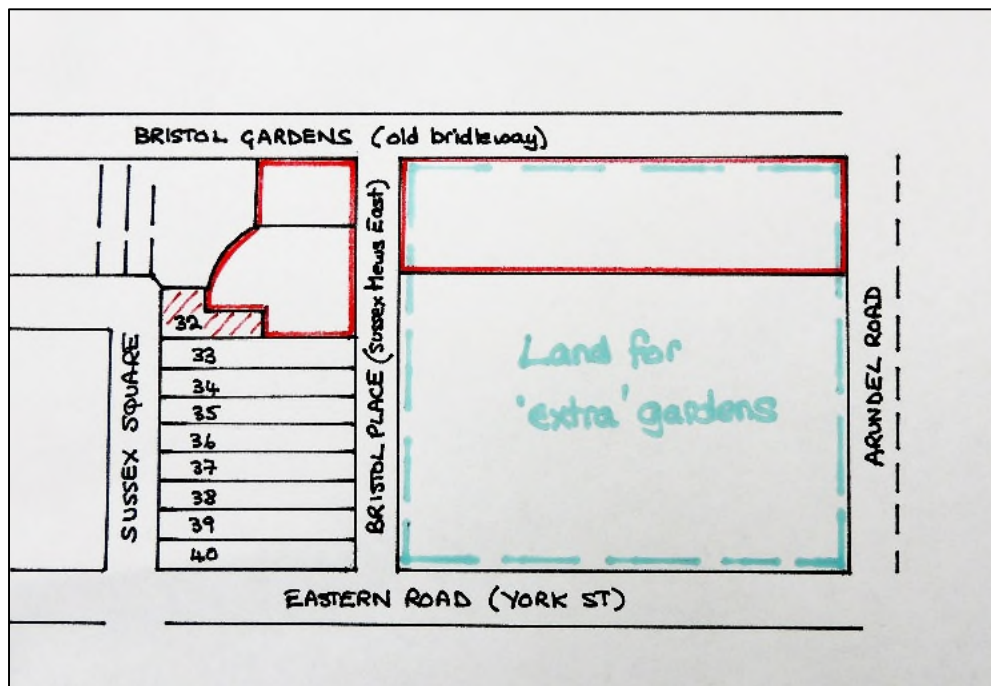 BRISTOL GARDENS (old bridleway)
BRISTOL PLACE (Sussex Mews East)
SUSSEX SQUARE
32
33
34
35
36
37
38
39
40
Land for
'extra' gardens
ARUNDEL ROAD
EASTERN ROAD (YORK ST)